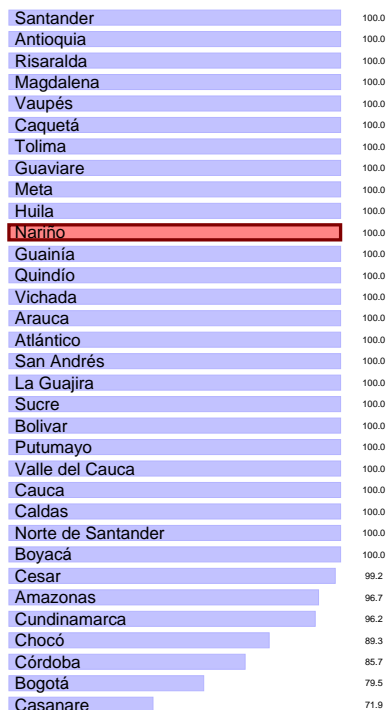 Santander 100.0
Antioquia 100.0
Risaralda 100.0
Magdalena 100.0
Vaupés 100.0
Caquetá 100.0
Tolima 100.0
Guaviare 100.0
Meta 100.0
Huila 100.0
Nariño 100.0
Guainía 100.0
Quindío 100.0
Vichada 100.0
Arauca 100.0
Atlántico 100.0
San Andrés 100.0
La Guajira 100.0
Sucre 100.0
Bolivar 100.0
Putumayo 100.0
Valle del Cauca 100.0
Cauca 100.0
Caldas 100.0
Norte de Santander 100.0
Boyacá 100.0
Cesar 99.2
Amazonas 96.7
Cundinamarca 96.2
Chocó 89.3
Córdoba 85.7
Bogotá 79.5
Casanare 71.9